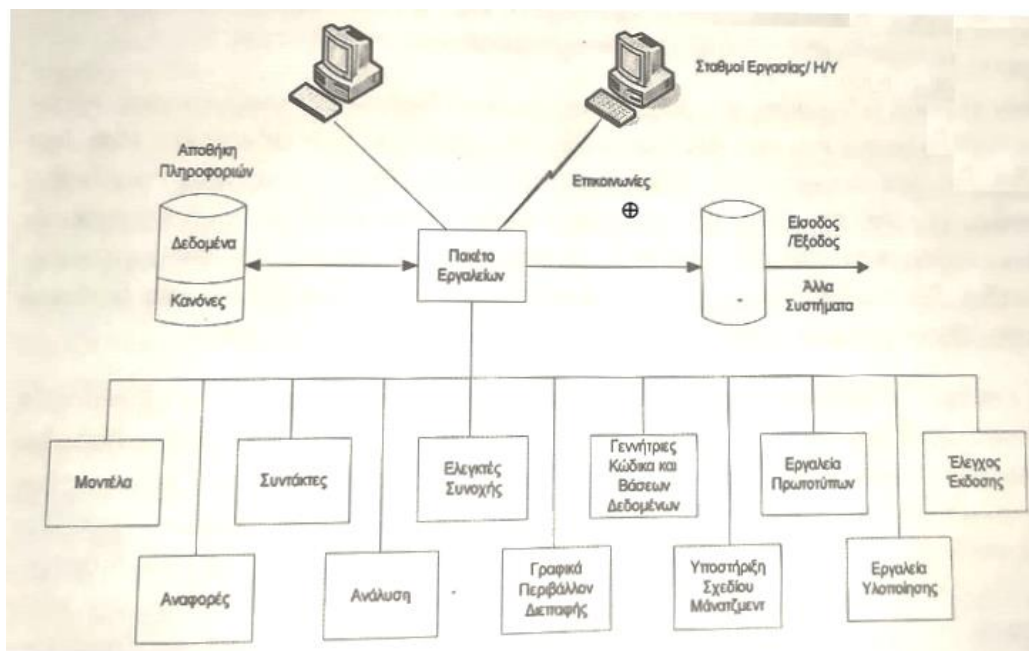 Σταθμοί Εργασίας/ Η/Υ
Αποθήκη
Πληροφοριών
Επικοινωνίες
Δεδομένα
Κανόνες
Πακέτο
Εργαλείων
Είσοδος
/Έξοδος
Άλλα
Συστήματα
Μοντέλα
Συντάκτες
Ελεγκτές
Συνοχής
Γεννήτριες
Κώδικα και
Βάσεων
Δεδομένων
Εργαλεία
Πρωτοτύπων
Έλεγχος
Έκδοσης
Αναφορές
Ανάλυση
Γραφικά
Περιβάλλον
Διεπαφής
Υποστήριξη
Σχεδίου
Μάνατζμεντ
Εργαλεία
Υλοποίησης